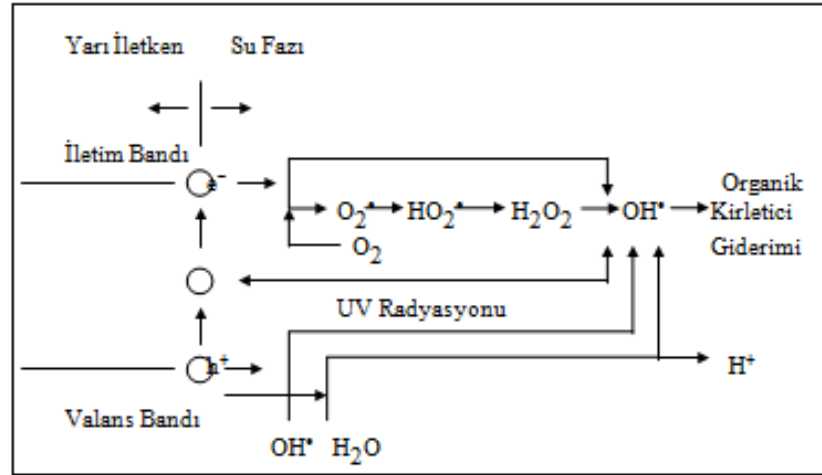 Yarı İletken Su Fazı
İletim Bandı
e⁻
Organik
O₂• HO₂• H₂O₂ OH• Kirletici
O₂ Giderimi
UV Radyasyonu
h⁺ H⁺
Valans Bandı
OH• H₂O